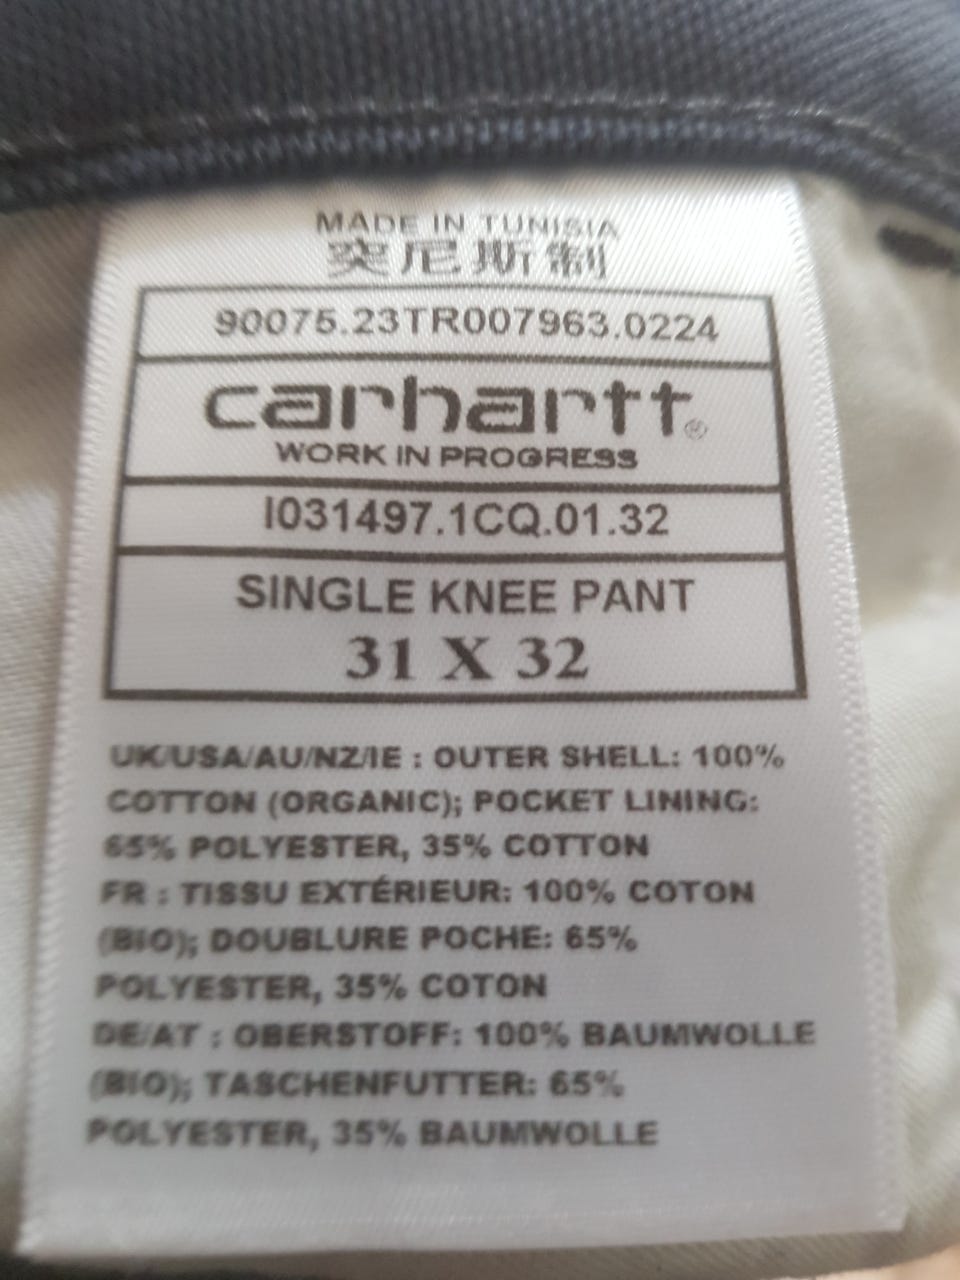 MADE IN TUNISIA
突尼斯制
90075.23TR007963.0224
carhartt®
WORK IN PROGRESS
I031497.1CQ.01.32
SINGLE KNEE PANT
31 X 32
UK/USA/AU/NZ/IE : OUTER SHELL: 100%
COTTON (ORGANIC); POCKET LINING:
65% POLYESTER, 35% COTTON
FR : TISSU EXTÉRIEUR: 100% COTON
(BIO); DOUBLURE POCHE: 65%
POLYESTER, 35% COTON
DE/AT : OBERSTOFF: 100% BAUMWOLLE
(BIO); TASCHENFUTTER: 65%
POLYESTER, 35% BAUMWOLLE